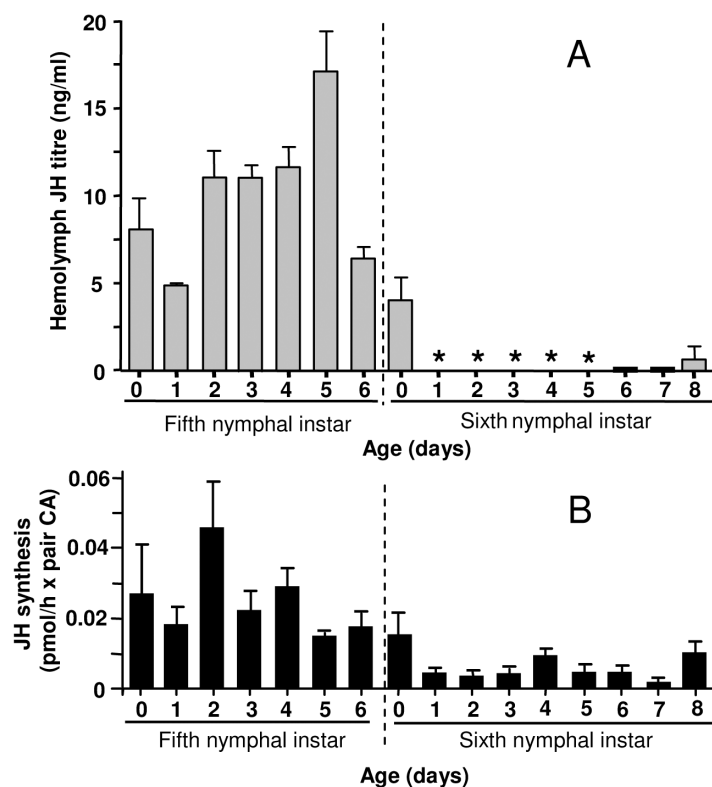 A
Hemolymph JH titre (ng/ml)
20
15
10
5
0
* * * * *
0 1 2 3 4 5 6 0 1 2 3 4 5 6 7 8
Fifth nymphal instar Sixth nymphal instar
Age (days)
B
JH synthesis
(pmol/h x pair CA)
0.06
0.04
0.02
0
0 1 2 3 4 5 6 0 1 2 3 4 5 6 7 8
Fifth nymphal instar Sixth nymphal instar
Age (days)